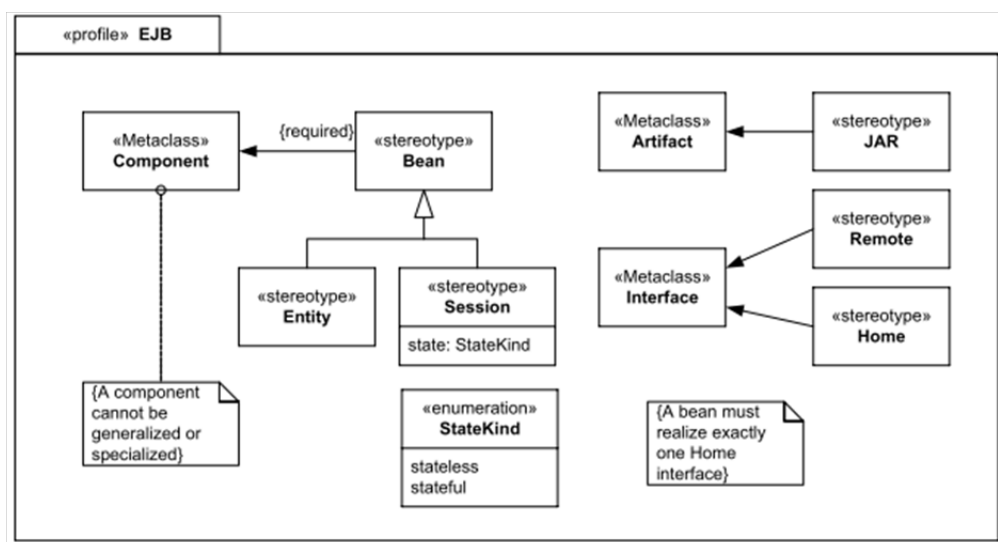 «profile» EJB
«Metaclass»
Component
{required}
«stereotype»
Bean
«Metaclass»
Artifact
«stereotype»
JAR
«stereotype»
Remote
«Metaclass»
Interface
«stereotype»
Home
«stereotype»
Entity
«stereotype»
Session
state: StateKind
{A component
cannot be
generalized or
specialized}
«enumeration»
StateKind
stateless
stateful
{A bean must
realize exactly
one Home
interface}